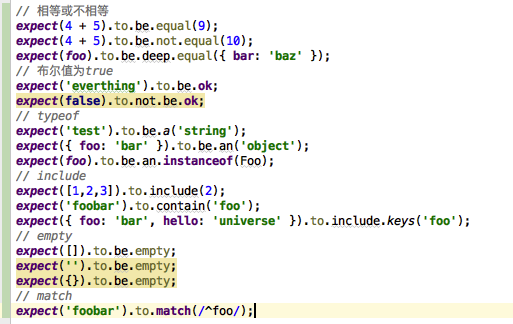 // 相等或不相等
expect(4 + 5).to.be.equal(9);
expect(4 + 5).to.be.not.equal(10);
expect(foo).to.be.deep.equal({ bar: 'baz' });
// 布尔值为true
expect('everthing').to.be.ok;
expect(false).to.not.be.ok;
// typeof
expect('test').to.be.a('string');
expect({ foo: 'bar' }).to.be.an('object');
expect(foo).to.be.an.instanceof(Foo);
// include
expect([1,2,3]).to.include(2);
expect('foobar').to.contain('foo');
expect({ foo: 'bar', hello: 'universe' }).to.include.keys('foo');
// empty
expect([]).to.be.empty;
expect('').to.be.empty;
expect({}).to.be.empty;
// match
expect('foobar').to.match(/^foo/);